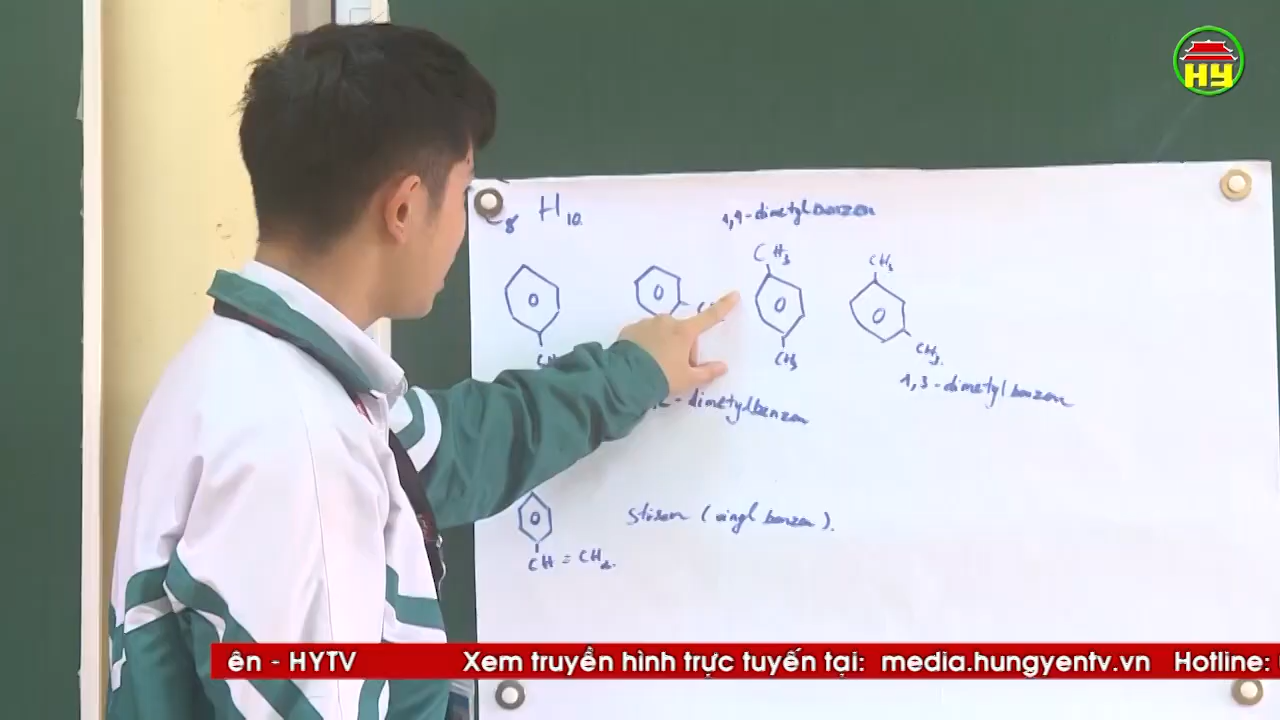 HY
C8 H10
1,4-dimetylbenzen
CH3
CH3
CH3
CH3
1,3-dimetylbenzen
-dimetylbenzen
stiren (vinyl benzen).
CH = CH2
ên - HYTV Xem truyền hình trực tuyến tại: media.hungyentv.vn Hotline: